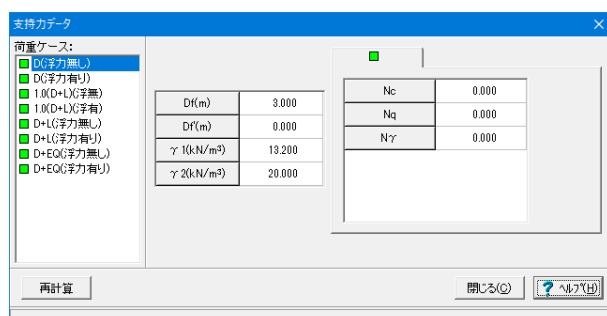 支持力データ
荷重ケース:
D(浮力無し)
D(浮力有り)
1.0(D+L)(浮無)
1.0(D+L)(浮有)
D+L(浮力無し)
D+L(浮力有り)
D+EQ(浮力無し)
D+EQ(浮力有り)
Df(m) 3.000
Df'(m) 0.000
γ1(kN/m³) 13.200
γ2(kN/m³) 20.000
Nc 0.000
Nq 0.000
Nγ 0.000
再計算
閉じる(C)
? ヘルプ(H)